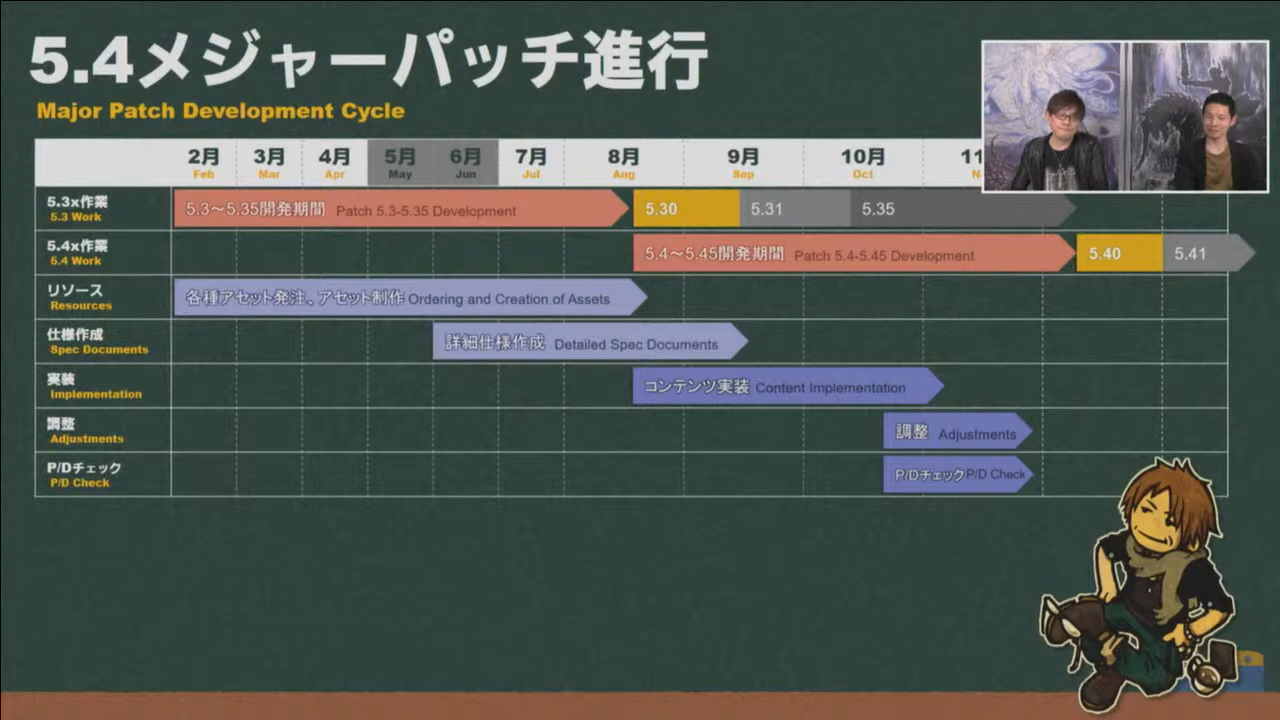 5.4メジャーパッチ進行
Major Patch Development Cycle
2月 3月 4月 5月 6月 7月 8月 9月 10月 11
Feb Mar Apr May Jun Jul Aug Sep Oct N
5.3x作業
5.3 Work
5.3～5.35開発期間 Patch 5.3-5.35 Development 5.30 5.31 5.35
5.4x作業
5.4 Work
5.4～5.45開発期間 Patch 5.4-5.45 Development 5.40 5.41
リソース
Resources
各種アセット発注、アセット制作 Ordering and Creation of Assets
仕様作成
Spec Documents
詳細仕様作成 Detailed Spec Documents
実装
Implementation
コンテンツ実装 Content Implementation
調整
Adjustments
調整 Adjustments
P/Dチェック
P/D Check
P/Dチェック P/D Check